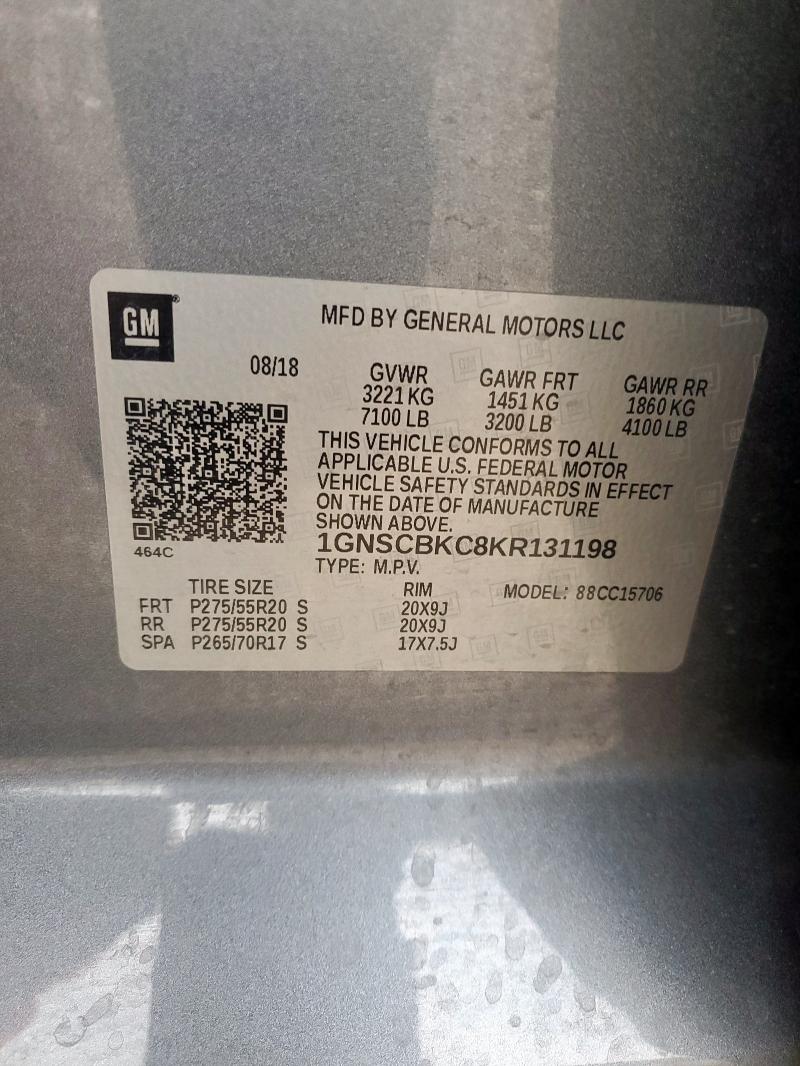 GM®
MFD BY GENERAL MOTORS LLC
08/18
GVWR GAWR FRT GAWR RR
3221 KG 1451 KG 1860 KG
7100 LB 3200 LB 4100 LB
THIS VEHICLE CONFORMS TO ALL
APPLICABLE U.S. FEDERAL MOTOR
VEHICLE SAFETY STANDARDS IN EFFECT
ON THE DATE OF MANUFACTURE
SHOWN ABOVE.
464C
1GNSCBKC8KR131198
TYPE: M.P.V.
TIRE SIZE RIM MODEL: 88CC15706
FRT P275/55R20 S 20X9J
RR P275/55R20 S 20X9J
SPA P265/70R17 S 17X7.5J